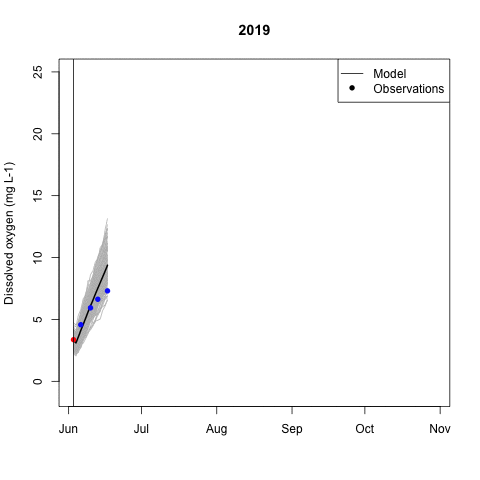 2019
Dissolved oxygen (mg L-1)
25
20
15
10
5
0
Model
Observations
Jun Jul Aug Sep Oct Nov